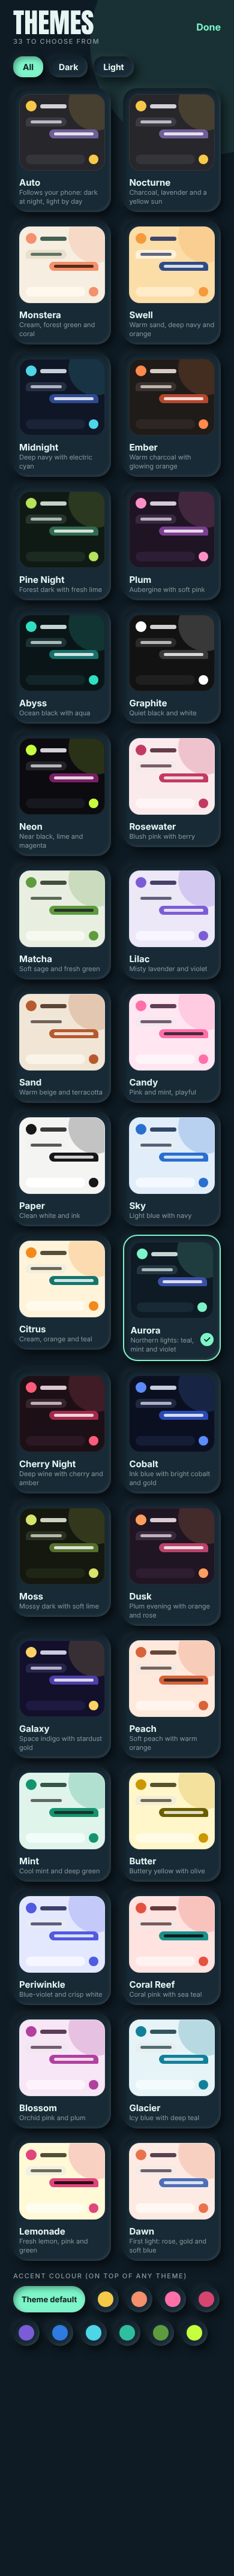 THEMES
Done
33 TO CHOOSE FROM
All
Dark
Light
Auto
Follows your phone: dark
at night, light by day
Nocturne
Charcoal, lavender and a
yellow sun
Monstera
Cream, forest green and
coral
Swell
Warm sand, deep navy and
orange
Midnight
Deep navy with electric
cyan
Ember
Warm charcoal with
glowing orange
Pine Night
Forest dark with fresh lime
Plum
Aubergine with soft pink
Abyss
Ocean black with aqua
Graphite
Quiet black and white
Neon
Near black, lime and
magenta
Rosewater
Blush pink with berry
Matcha
Soft sage and fresh green
Lilac
Misty lavender and violet
Sand
Warm beige and terracotta
Candy
Pink and mint, playful
Paper
Clean white and ink
Sky
Light blue with navy
Citrus
Cream, orange and teal
Aurora
Northern lights: teal,
mint and violet
Cherry Night
Deep wine with cherry and
amber
Cobalt
Ink blue with bright cobalt
and gold
Moss
Mossy dark with soft lime
Dusk
Plum evening with orange
and rose
Galaxy
Space indigo with stardust
gold
Peach
Soft peach with warm
orange
Mint
Cool mint and deep green
Butter
Buttery yellow with olive
Periwinkle
Blue-violet and crisp white
Coral Reef
Coral pink with sea teal
Blossom
Orchid pink and plum
Glacier
Icy blue with deep teal
Lemonade
Fresh lemon, pink and
green
Dawn
First light: rose, gold and
soft blue
ACCENT COLOUR (ON TOP OF ANY THEME)
Theme default